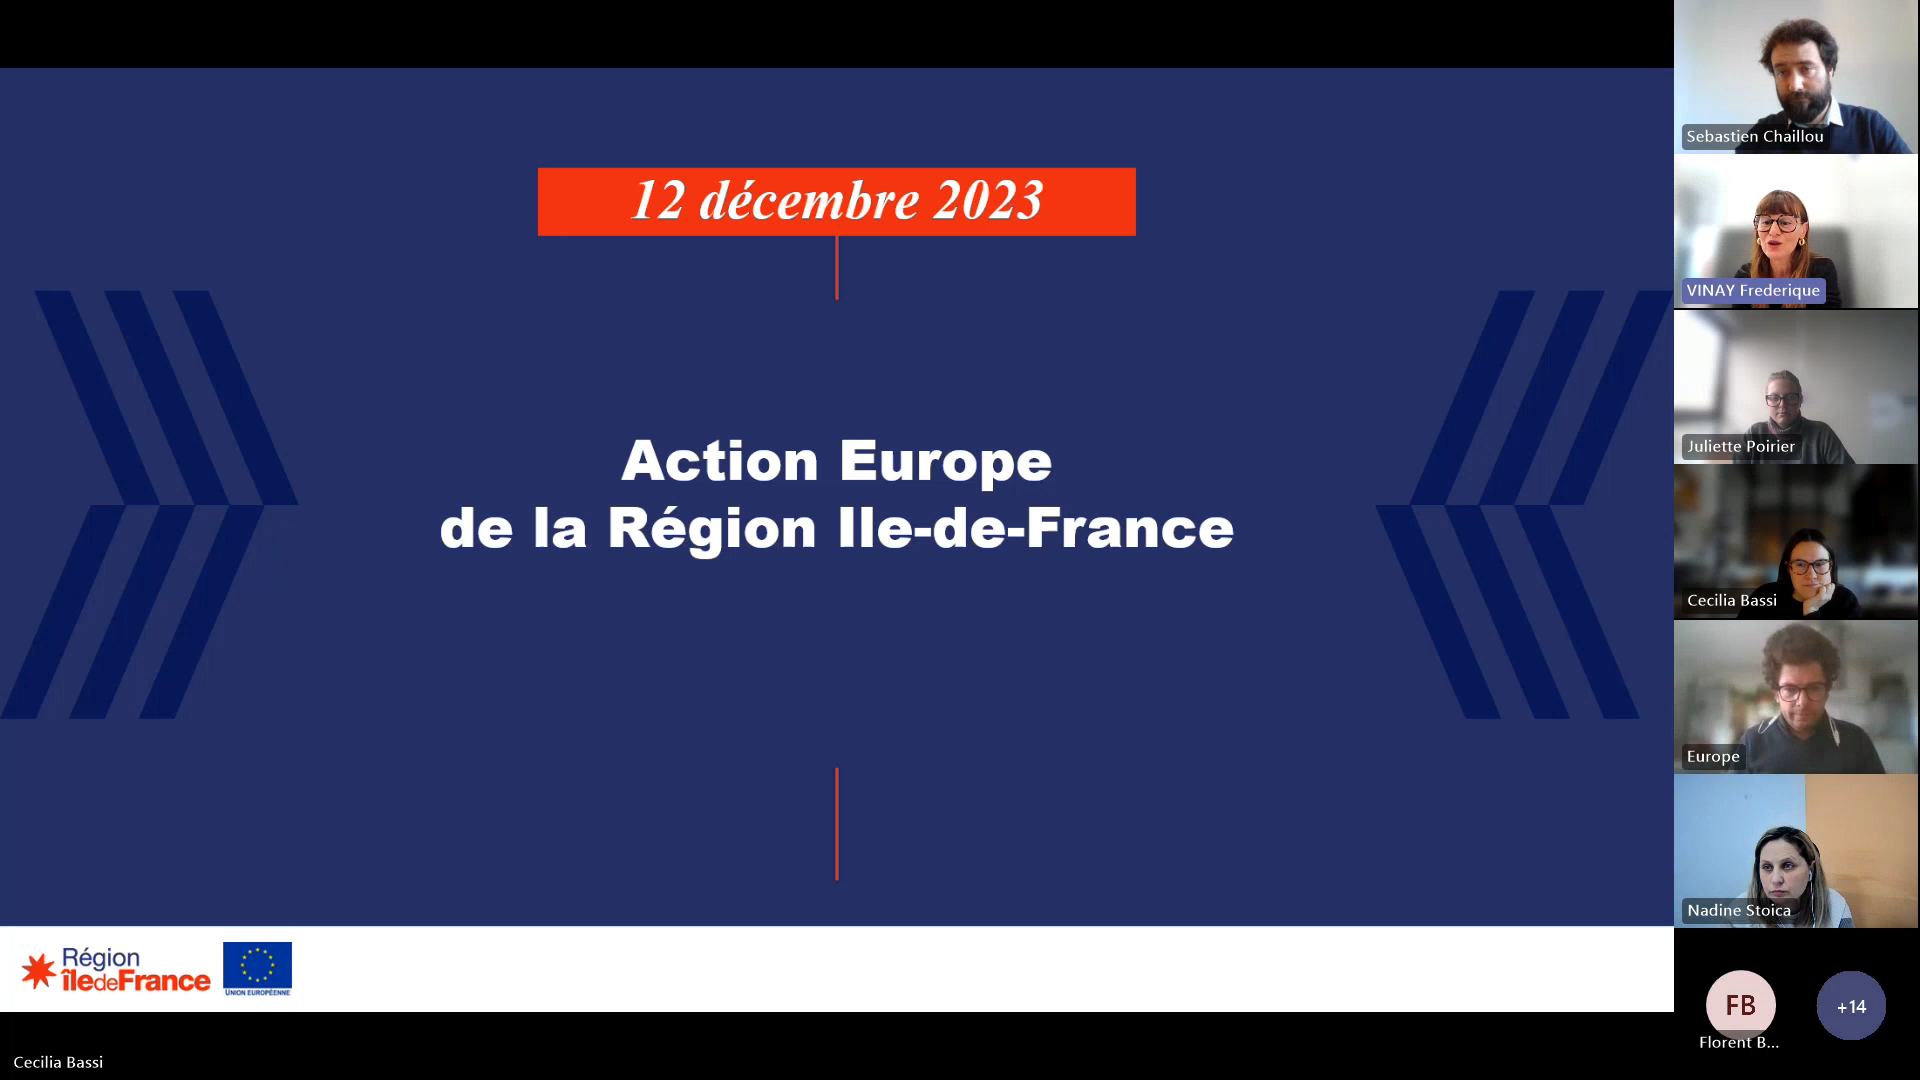 12 décembre 2023
Action Europe
de la Région Ile-de-France
Région
îledeFrance
UNION EUROPÉENNE
Cecilia Bassi
Sebastien Chaillou
VINAY Frederique
Juliette Poirier
Cecilia Bassi
Europe
Nadine Stoica
FB
+14
Florent B...